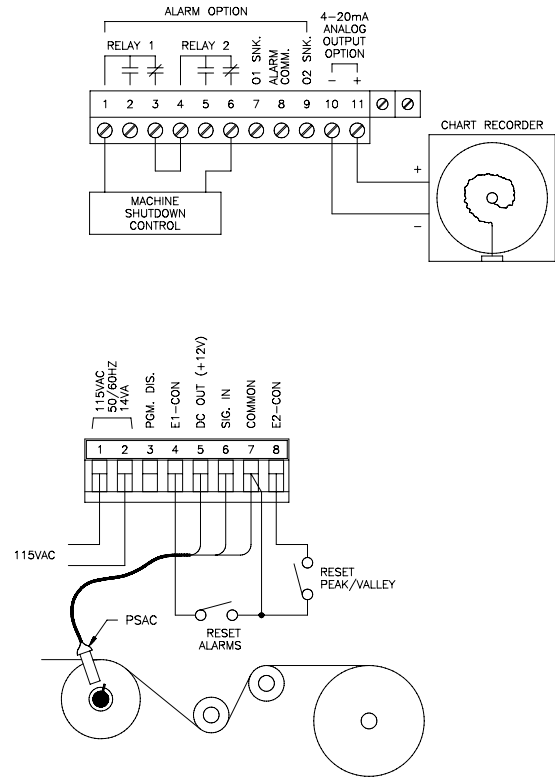 ALARM OPTION
4-20mA
ANALOG
OUTPUT
OPTION
RELAY 1
RELAY 2
O1 SNK.
ALARM
COMM.
O2 SNK.
- +
1 2 3 4 5 6 7 8 9 10 11
CHART RECORDER
+
-
MACHINE
SHUTDOWN
CONTROL
115VAC
50/60HZ
14VA
PGM. DIS.
E1-CON
DC OUT (+12V)
SIG. IN
COMMON
E2-CON
1 2 3 4 5 6 7 8
115VAC
RESET
PEAK/VALLEY
PSAC
RESET
ALARMS